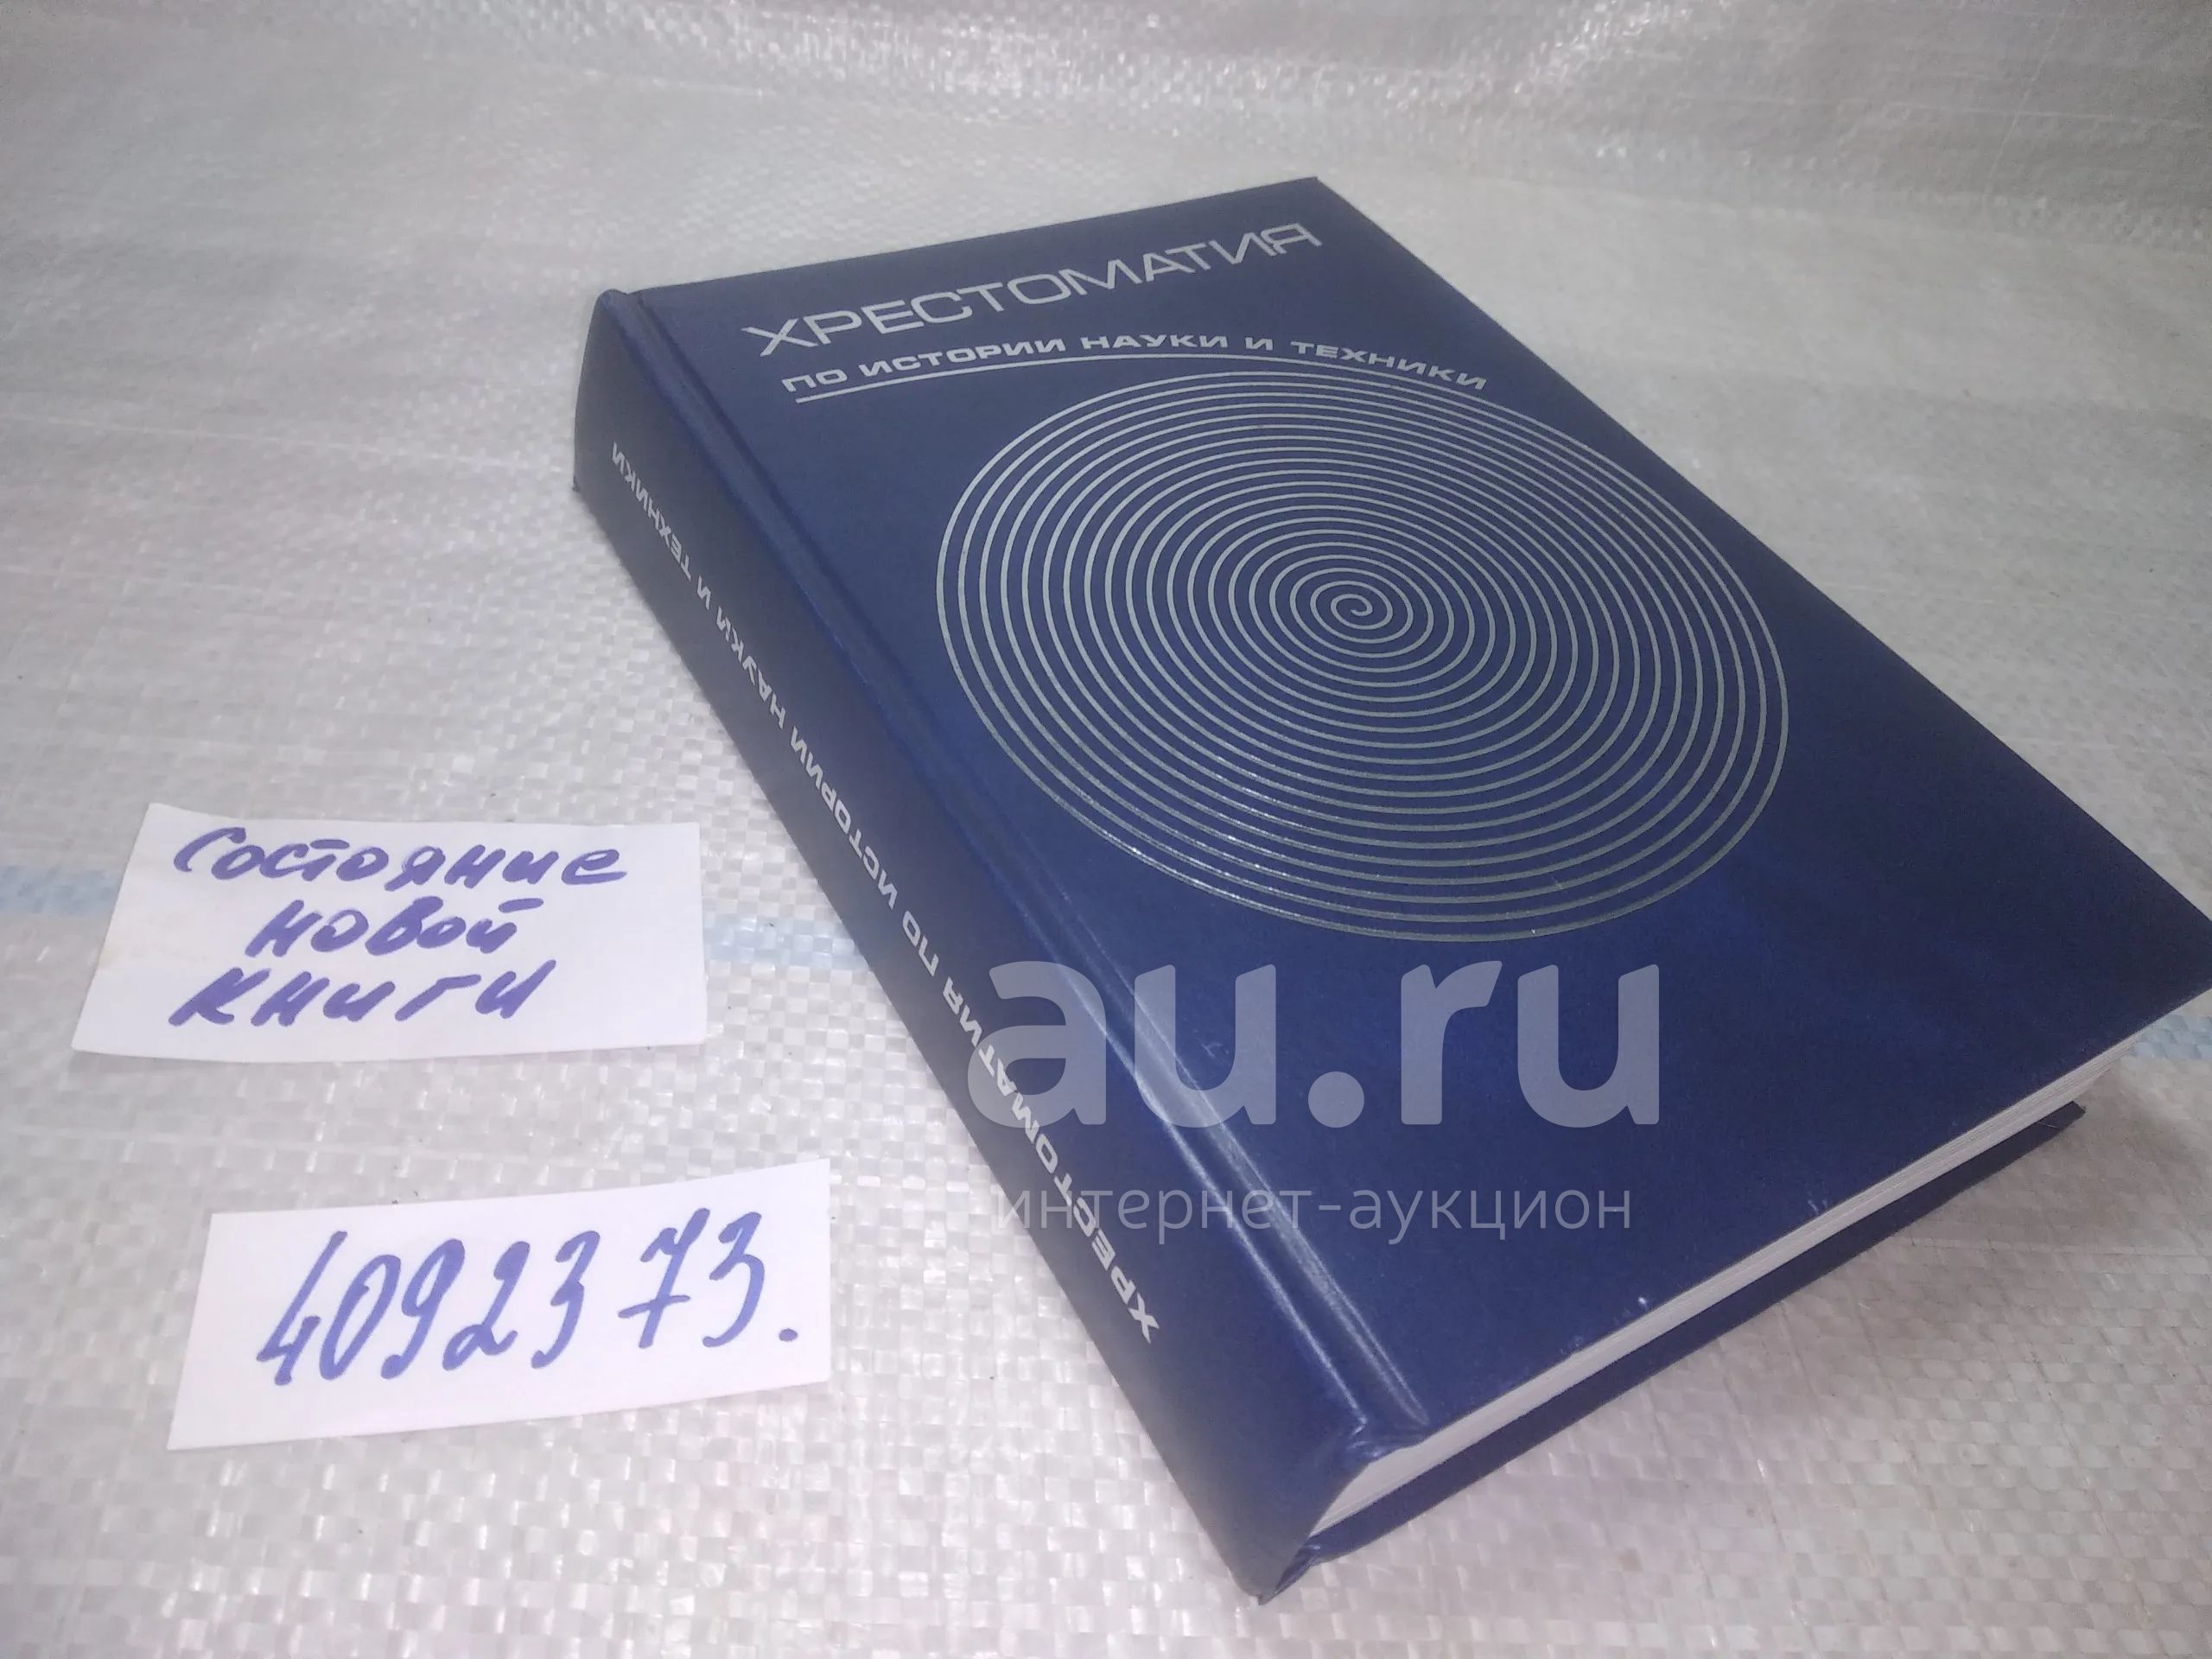 ХРЕСТОМАТИЯ
ПО ИСТОРИИ НАУКИ И ТЕХНИКИ
ХРЕСТОМАТИЯ ПО ИСТОРИИ НАУКИ И ТЕХНИКИ
Состояние
новой
книги
4092373.
au.ru
интернет-аукцион